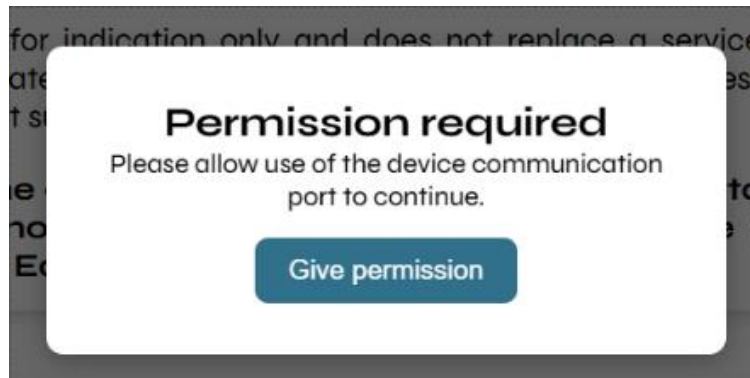 for indication only and does not replace a service
Permission required
Please allow use of the device communication
port to continue.
Give permission